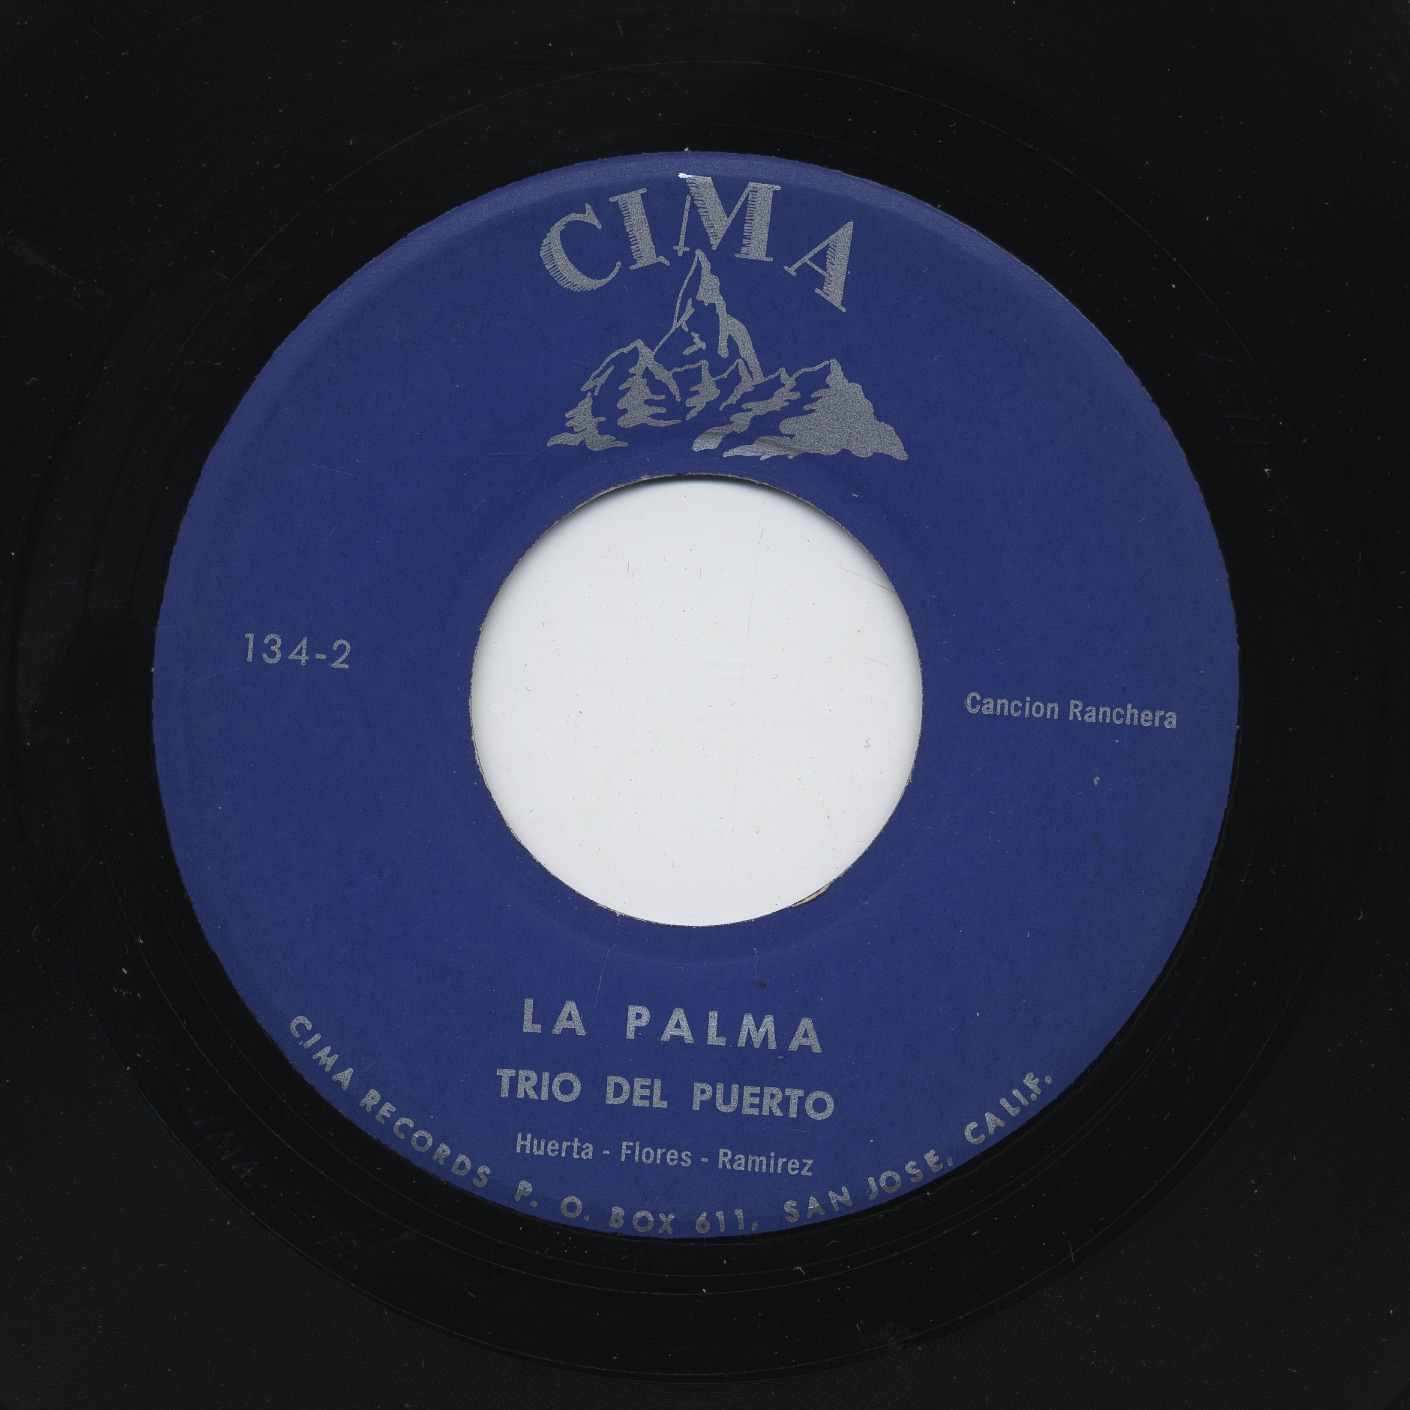 CIMA
134-2
Cancion Ranchera
LA PALMA
TRIO DEL PUERTO
Huerta - Flores - Ramirez
CIMA RECORDS P. O. BOX 611, SAN JOSE, CALIF.